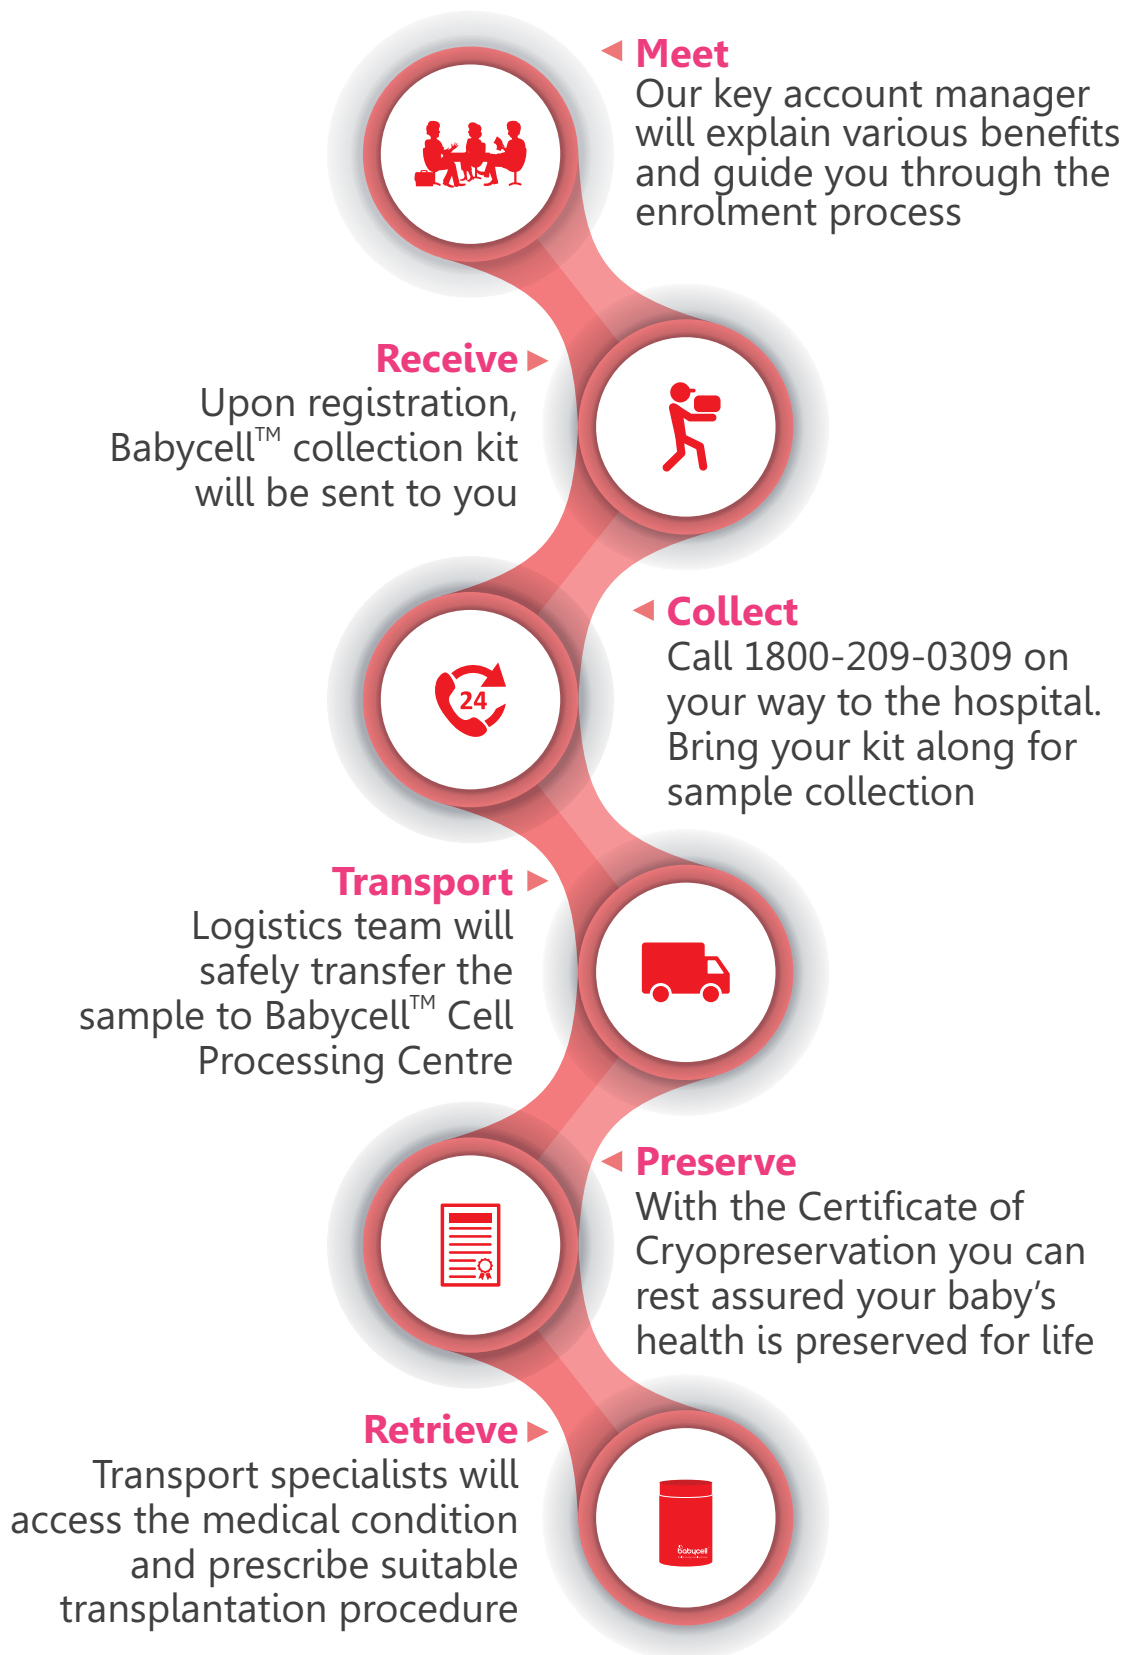 Meet
Our key account manager
will explain various benefits
and guide you through the
enrolment process
Receive
Upon registration,
Babycell™ collection kit
will be sent to you
Collect
Call 1800-209-0309 on
your way to the hospital.
Bring your kit along for
sample collection
24
Transport
Logistics team will
safely transfer the
sample to Babycell™ Cell
Processing Centre
Preserve
With the Certificate of
Cryopreservation you can
rest assured your baby’s
health is preserved for life
Retrieve
Transport specialists will
access the medical condition
and prescribe suitable
transplantation procedure
Babycell